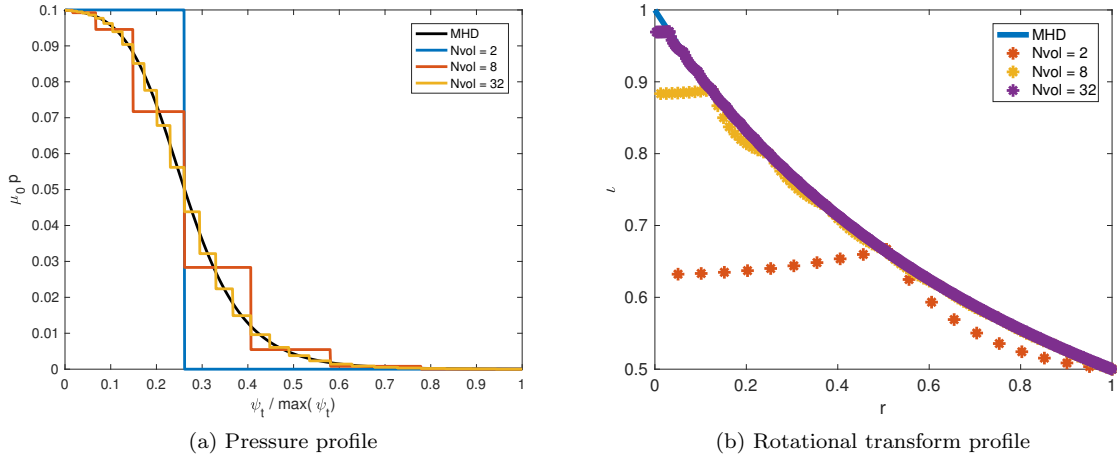 0.1
0.09
0.08
0.07
0.06
0.05
0.04
0.03
0.02
0.01
0
μ₀ p
MHD
Nvol = 2
Nvol = 8
Nvol = 32
0 0.1 0.2 0.3 0.4 0.5 0.6 0.7 0.8 0.9 1
ψ_t / max( ψ_t)
(a) Pressure profile
1
0.9
0.8
0.7
0.6
0.5
ι
MHD
Nvol = 2
Nvol = 8
Nvol = 32
0 0.2 0.4 0.6 0.8 1
r
(b) Rotational transform profile